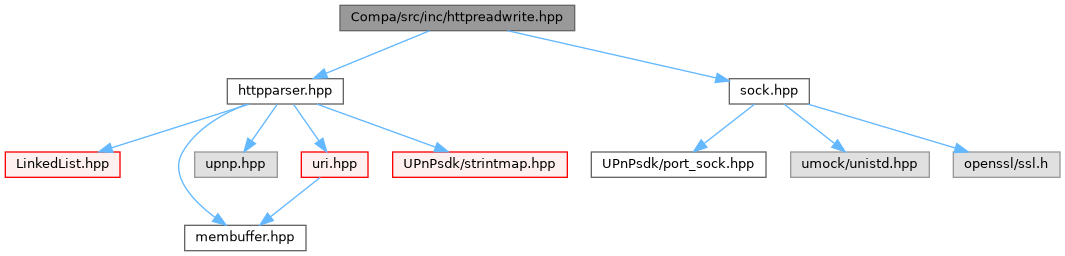 Compa/src/inc/httpreadwrite.hpp
httpparser.hpp
sock.hpp
LinkedList.hpp
upnp.hpp
uri.hpp
UPnPsdk/strintmap.hpp
UPnPsdk/port_sock.hpp
umock/unistd.hpp
openssl/ssl.h
membuffer.hpp